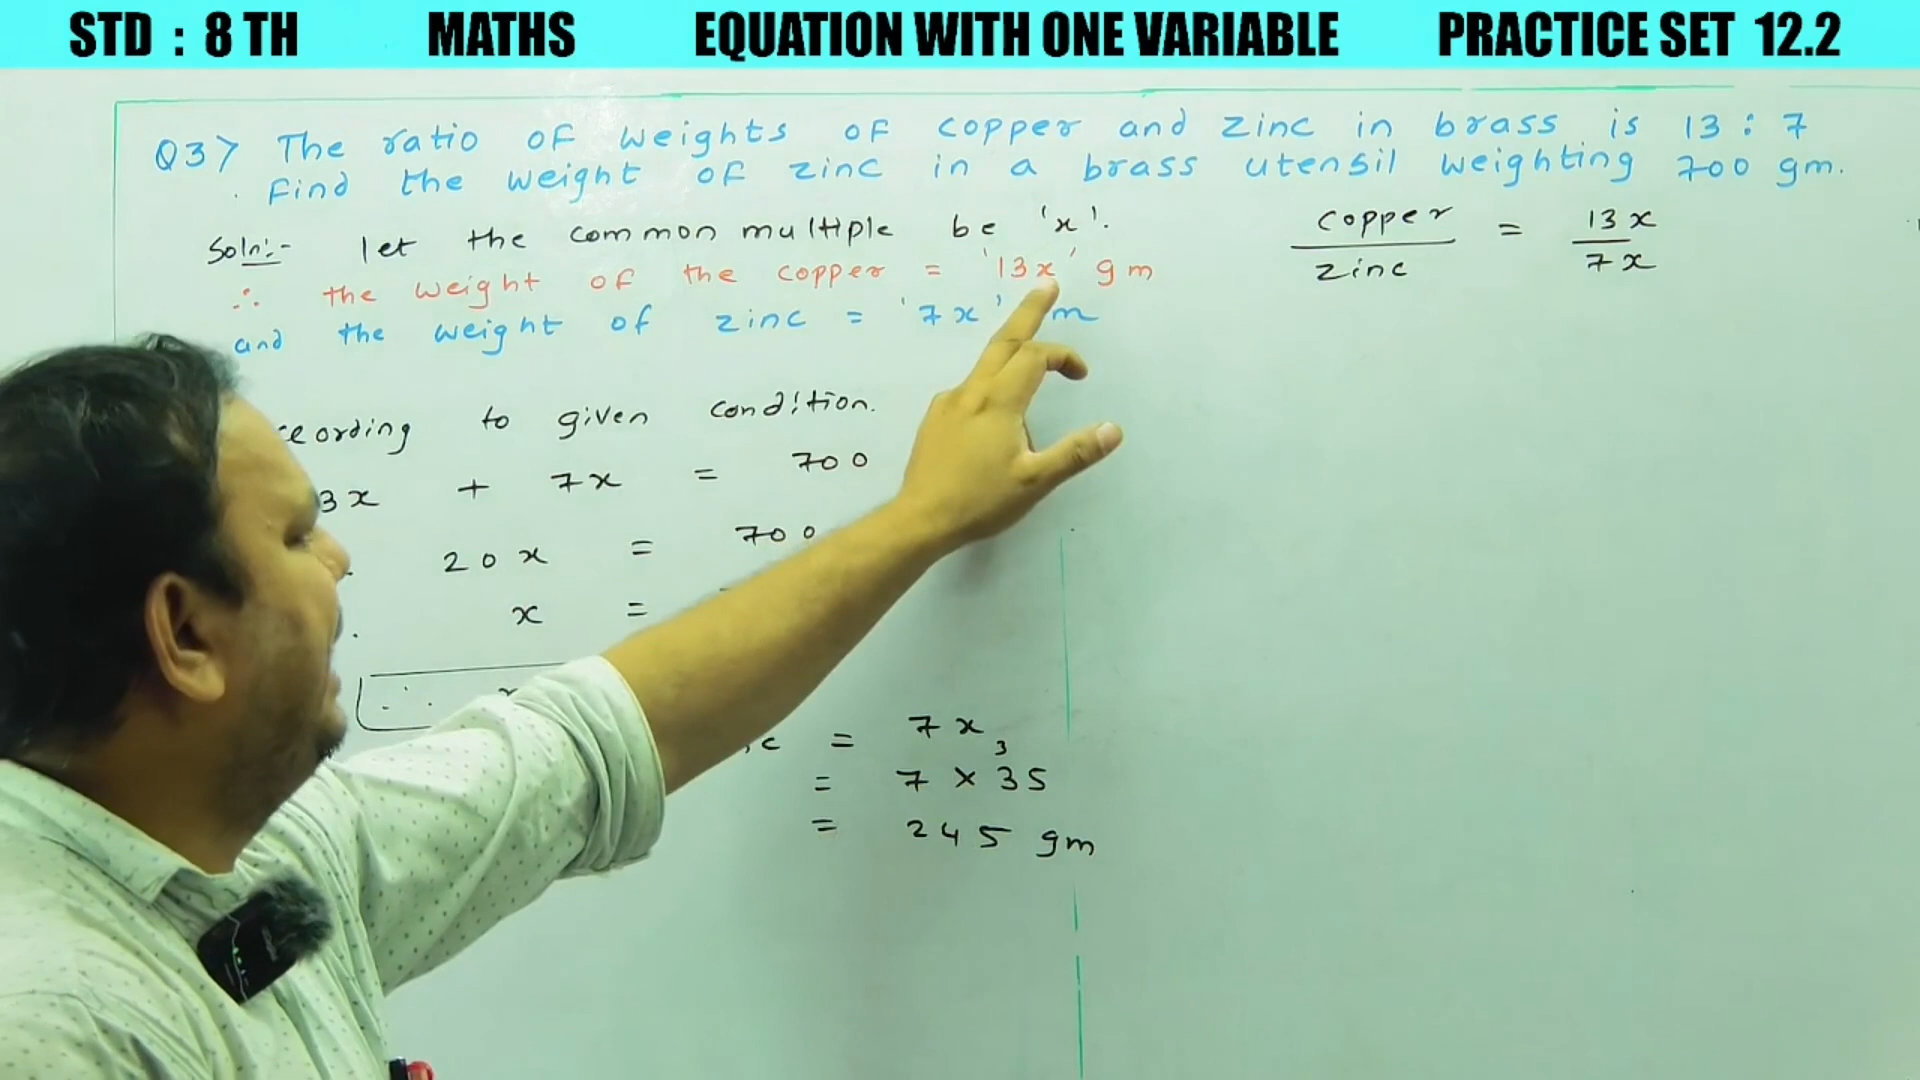 STD : 8 TH MATHS EQUATION WITH ONE VARIABLE PRACTICE SET 12.2
Q3> The ratio of weights of copper and zinc in brass is 13 : 7
Find the weight of zinc in a brass utensil weighting 700 gm.
Soln:- let the common multiple be 'x'.
∴ the weight of the copper = '13x' gm
and the weight of zinc = '7x' m
copper / zinc = 13x / 7x
to given condition.
3x + 7x = 700
20x = 700
x =
∴
= 7x
3
= 7 × 35
= 245 gm